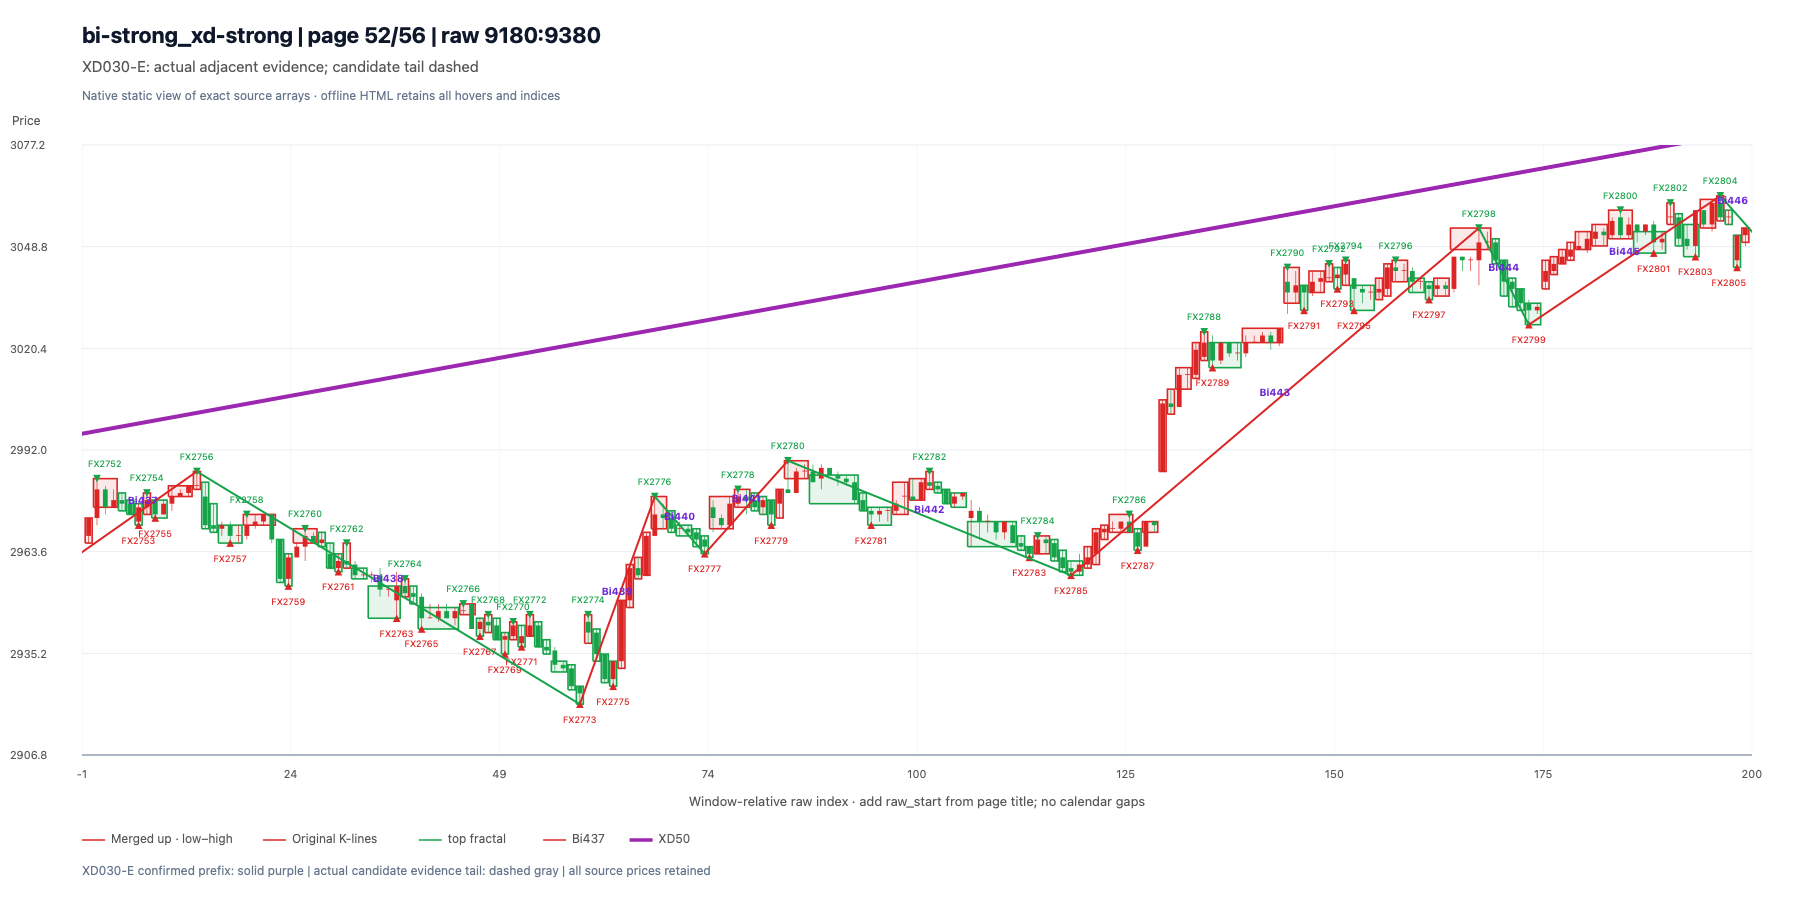 bi-strong_xd-strong | page 52/56 | raw 9180:9380
XD030-E: actual adjacent evidence; candidate tail dashed
Native static view of exact source arrays · offline HTML retains all hovers and indices
Price
3077.2
3048.8
3020.4
2992.0
2963.6
2935.2
2906.8
FX2804
FX2800
FX2802
Bi446
FX2798
FX2790
FX2792
FX2794
FX2796
Bi445
FX2801
Bi444
FX2803
FX2805
FX2793
FX2788
FX2791
FX2795
FX2797
FX2799
FX2789
Bi443
FX2780
FX2756
FX2782
FX2752
FX2754
FX2776
FX2778
Bi437
FX2758
Bi441
FX2786
FX2760
Bi440
Bi442
FX2784
FX2753
FX2755
FX2762
FX2779
FX2781
FX2757
FX2764
FX2777
FX2783
FX2787
Bi438
FX2761
FX2766
FX2785
FX2759
FX2768
FX2770
FX2772
FX2774
FX2763
FX2765
FX2767
FX2771
FX2769
FX2775
FX2773
-1
24
49
74
100
125
150
175
200
Window-relative raw index · add raw_start from page title; no calendar gaps
Merged up · low–high
Original K-lines
top fractal
Bi437
XD50
XD030-E confirmed prefix: solid purple | actual candidate evidence tail: dashed gray | all source prices retained